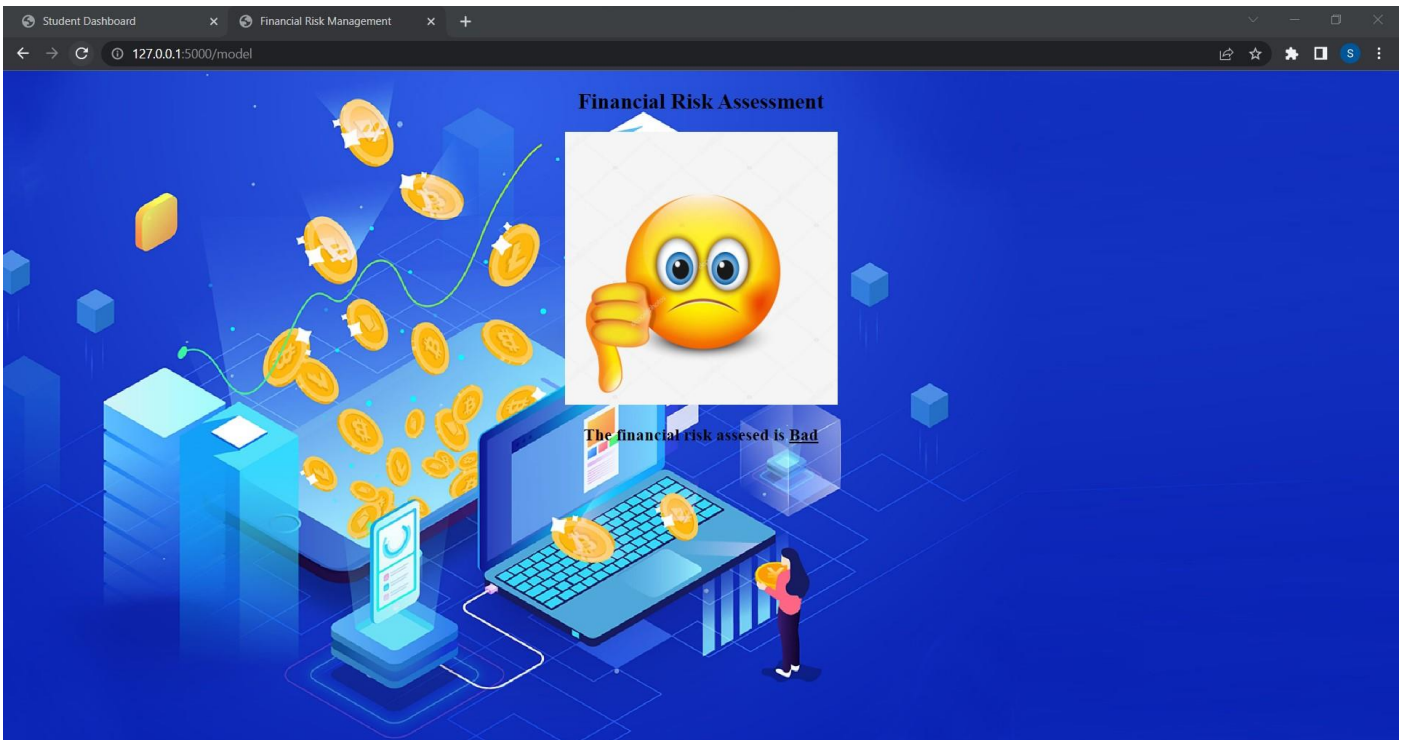 Student Dashboard
Financial Risk Management
127.0.0.1:5000/model
S
Financial Risk Assessment
The financial risk assesed is Bad